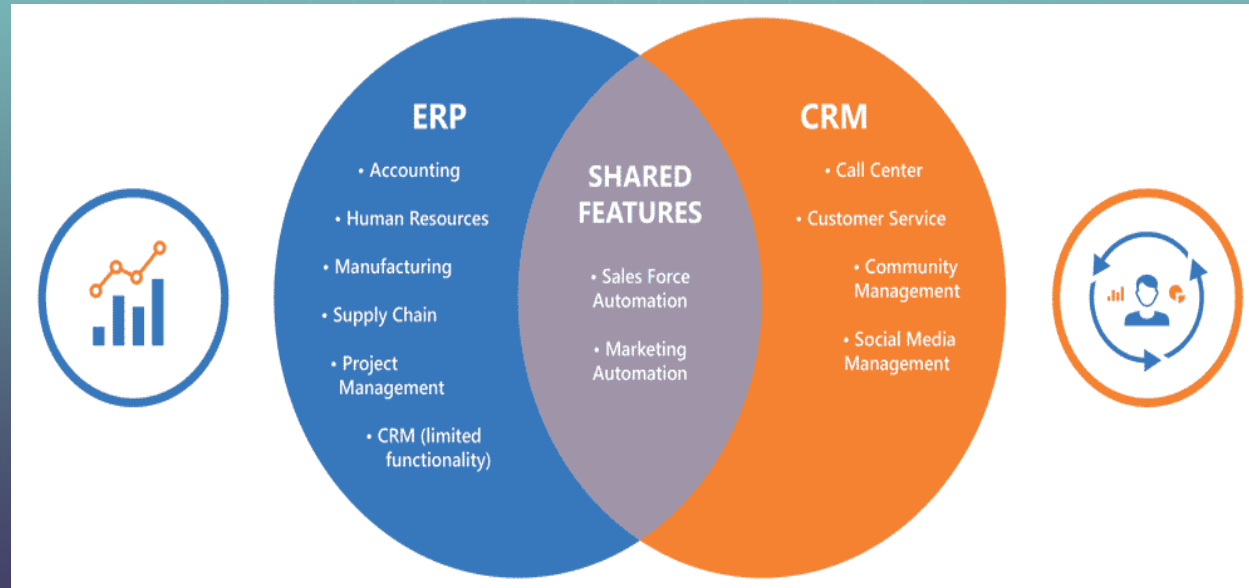 ERP
• Accounting
• Human Resources
• Manufacturing
• Supply Chain
• Project
Management
• CRM (limited
functionality)
SHARED
FEATURES
• Sales Force
Automation
• Marketing
Automation
CRM
• Call Center
• Customer Service
• Community
Management
• Social Media
Management